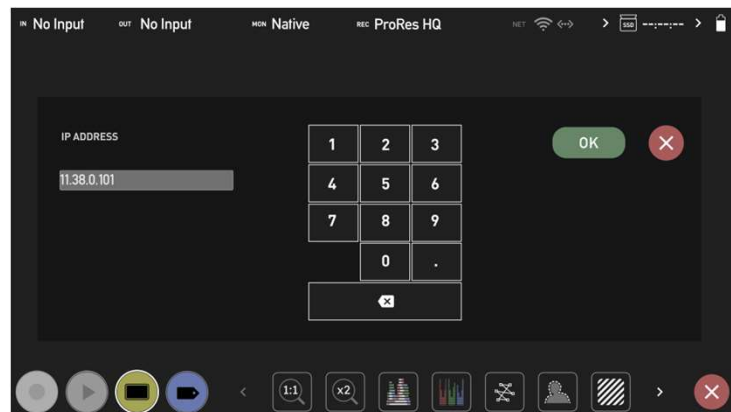 IN No Input OUT No Input MON Native REC ProRes HQ NET SSD --:--:--
IP ADDRESS
11.38.0.101
1 2 3
4 5 6
7 8 9
0 .
OK
1:1 x2